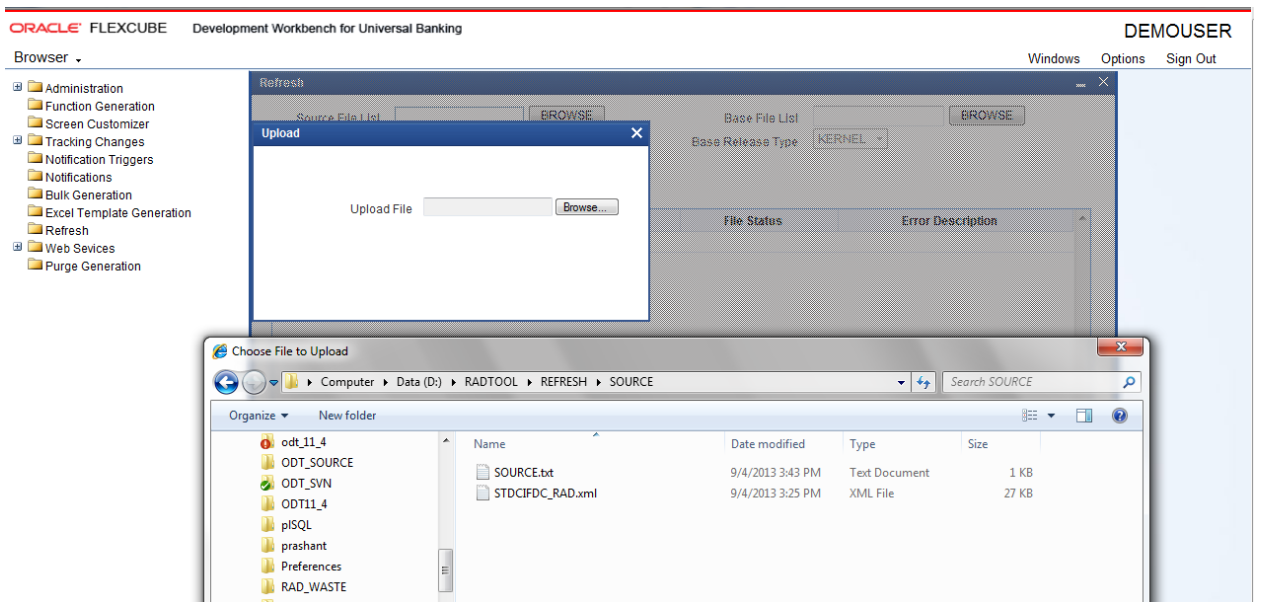 ORACLE FLEXCUBE Development Workbench for Universal Banking DEMOUSER
Browser Windows Options Sign Out
Administration
Function Generation
Screen Customizer
Tracking Changes
Notification Triggers
Notifications
Bulk Generation
Excel Template Generation
Refresh
Web Sevices
Purge Generation
Refresh
Source File List BROWSE Base File List BROWSE
Base Release Type KERNEL
File Status Error Description
Upload
Upload File Browse...
Choose File to Upload
Computer Data (D:) RADTOOL REFRESH SOURCE Search SOURCE
Organize New folder
odt_11_4
ODT_SOURCE
ODT_SVN
ODT11_4
plSQL
prashant
Preferences
RAD_WASTE
Name Date modified Type Size
SOURCE.txt 9/4/2013 3:43 PM Text Document 1 KB
STDCIFDC_RAD.xml 9/4/2013 3:25 PM XML File 27 KB